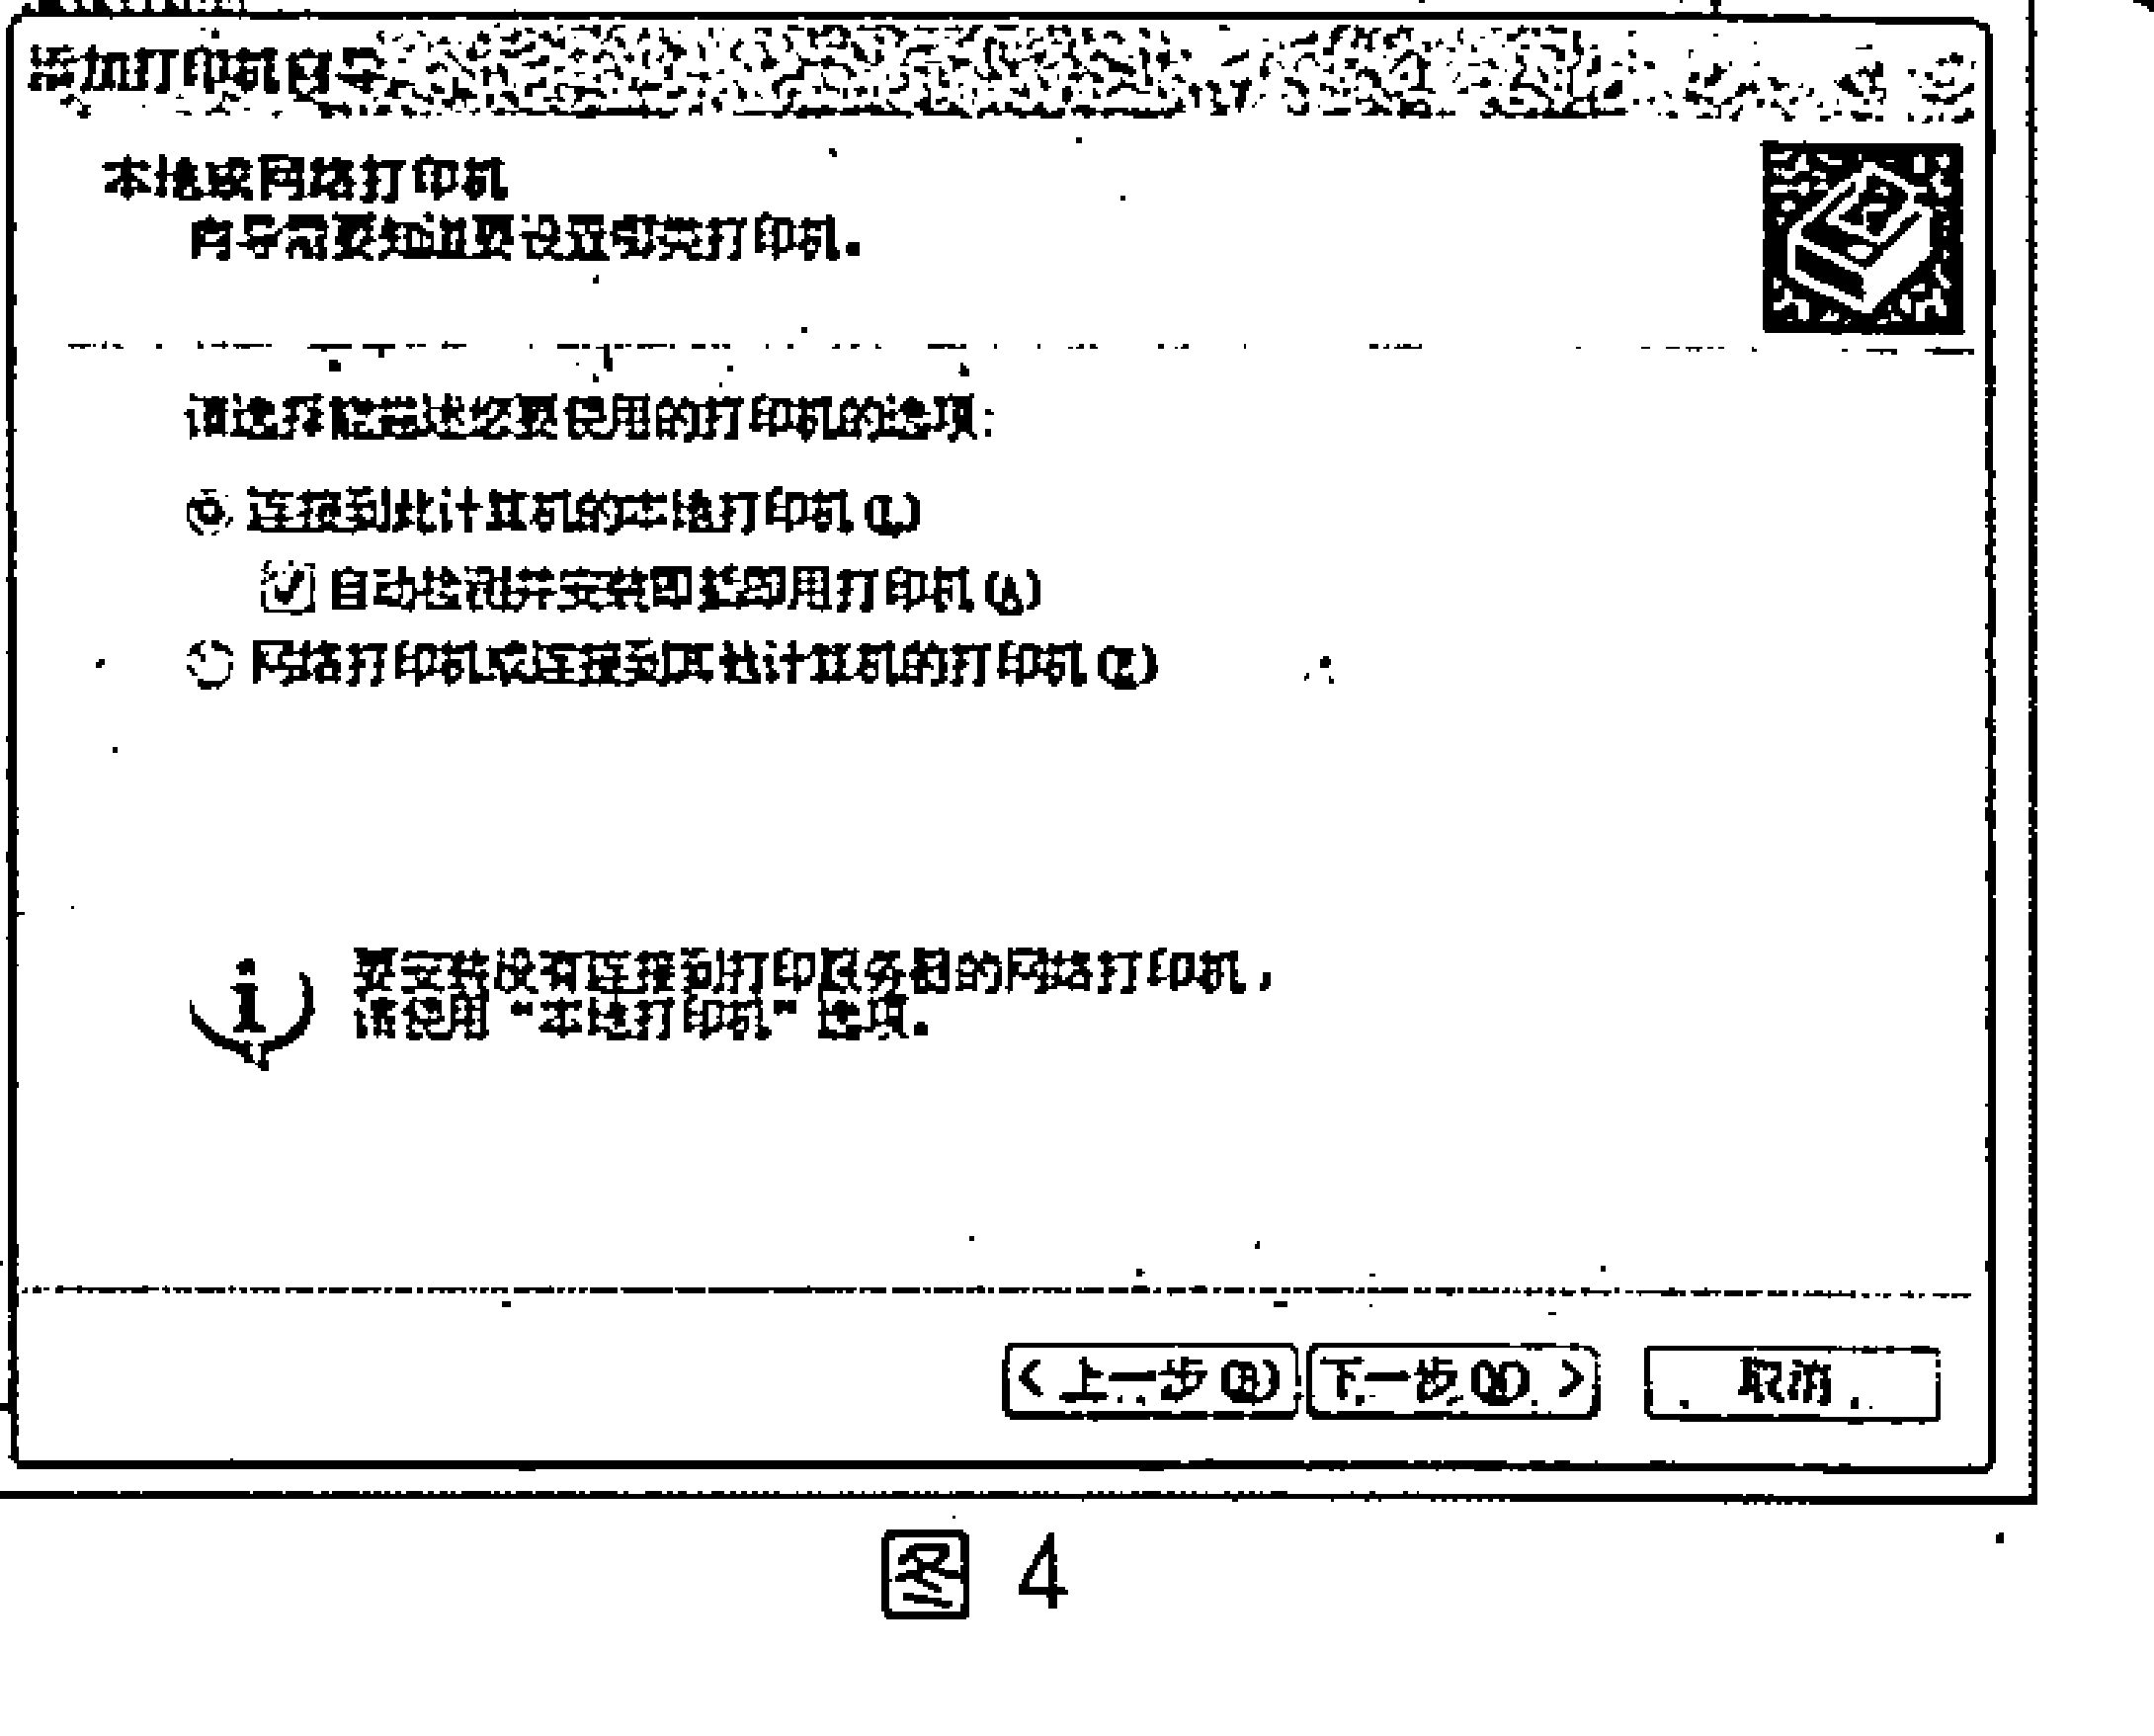 添加打印机向导
本地或网络打印机
向导需要知道要设置哪类打印机.
请选择能描述您要使用的打印机的选项:
连接到此计算机的本地打印机(L)
自动检测并安装即插即用打印机(A)
网络打印机或连接到其他计算机的打印机(E)
要安装没有连接到打印服务器的网络打印机,
请使用“本地打印机”选项.
< 上一步(B) 下一步(N) > 取消
图 4